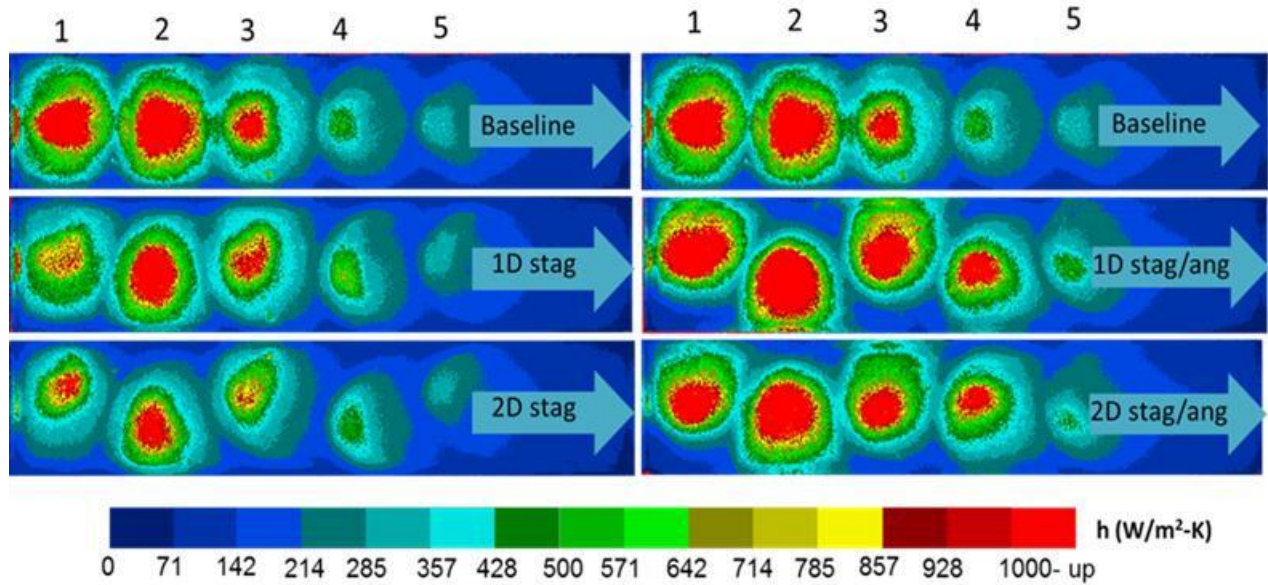 1 2 3 4 5 1 2 3 4 5
Baseline Baseline
1D stag 1D stag/ang
2D stag 2D stag/ang
h (W/m²-K)
0 71 142 214 285 357 428 500 571 642 714 785 857 928 1000- up